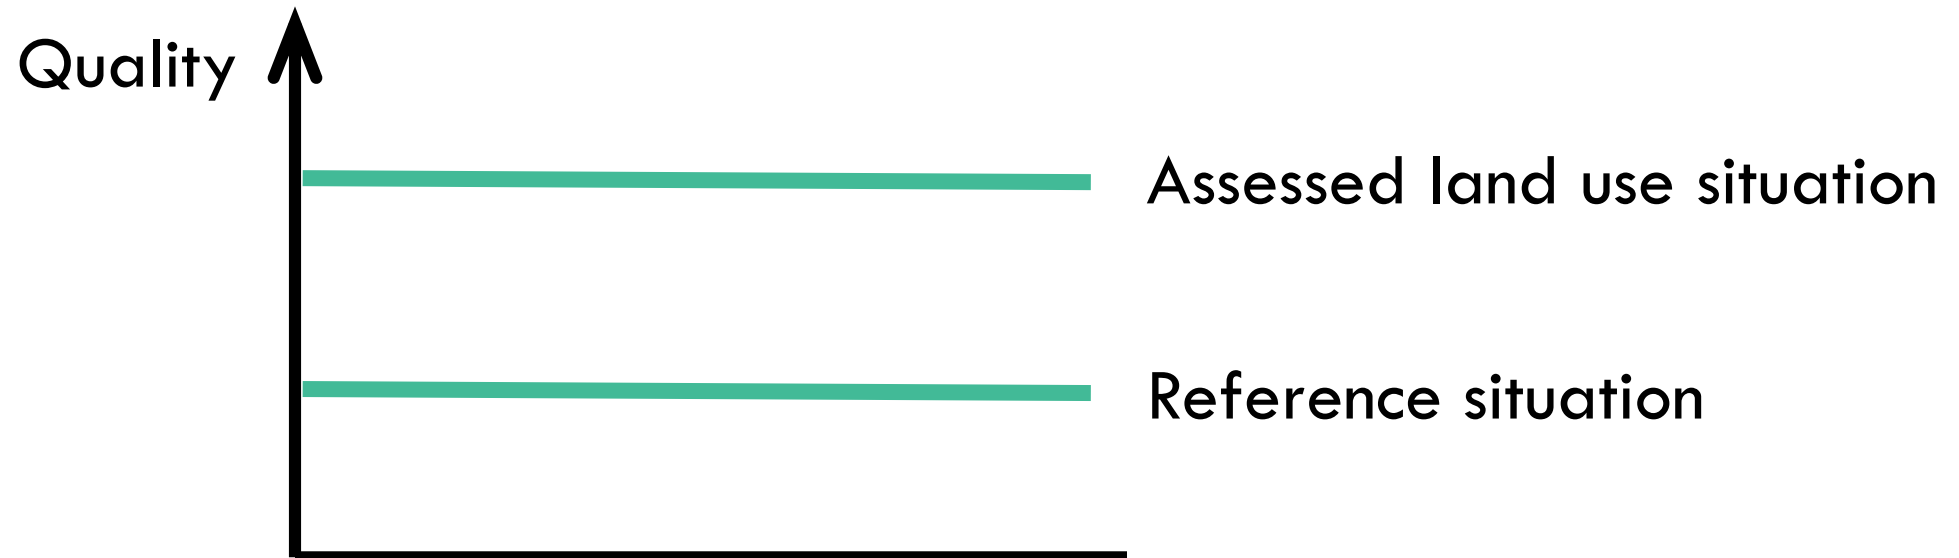 Quality
Assessed land use situation
Reference situation